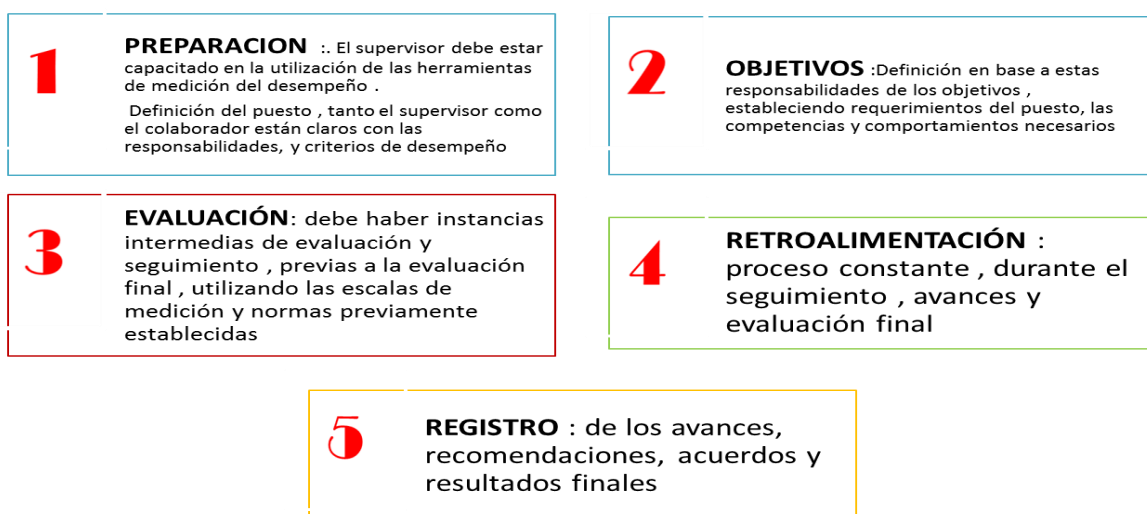 1
PREPARACION :. El supervisor debe estar
capacitado en la utilización de las herramientas
de medición del desempeño .
Definición del puesto , tanto el supervisor como
el colaborador están claros con las
responsabilidades, y criterios de desempeño
2
OBJETIVOS :Definición en base a estas
responsabilidades de los objetivos ,
estableciendo requerimientos del puesto, las
competencias y comportamientos necesarios
3
EVALUACIÓN: debe haber instancias
intermedias de evaluación y
seguimiento , previas a la evaluación
final , utilizando las escalas de
medición y normas previamente
establecidas
4
RETROALIMENTACIÓN :
proceso constante , durante el
seguimiento , avances y
evaluación final
5
REGISTRO : de los avances,
recomendaciones, acuerdos y
resultados finales